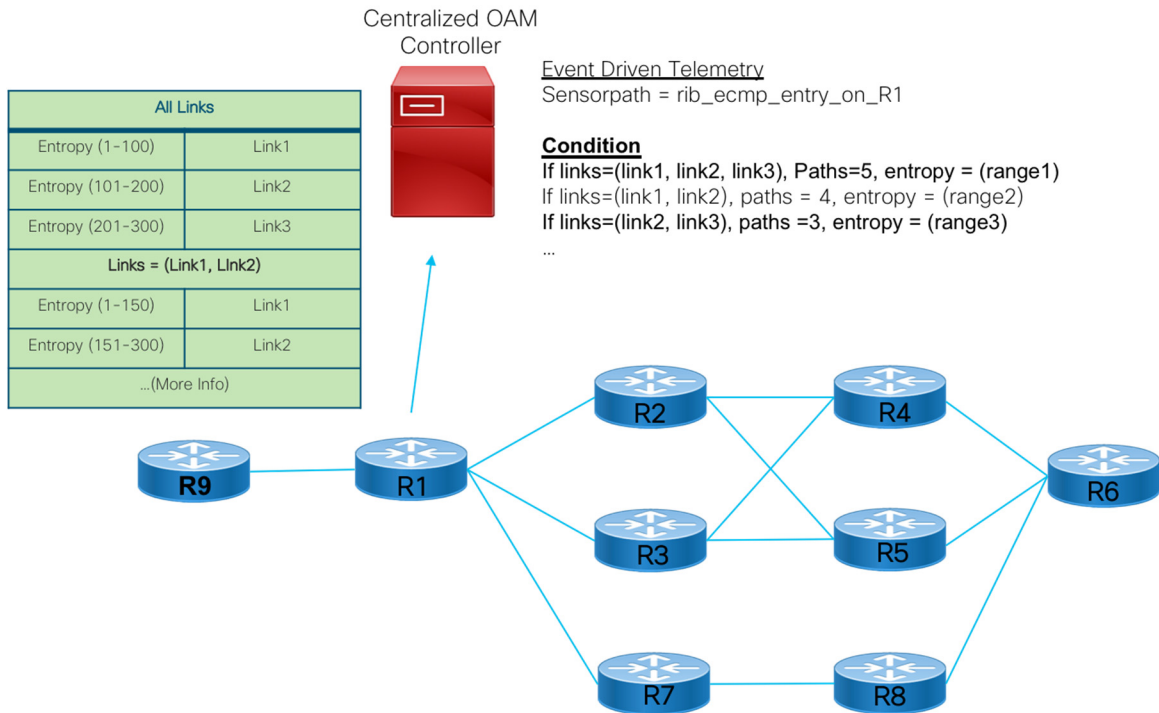 Centralized OAM
Controller
Event Driven Telemetry
Sensorpath = rib_ecmp_entry_on_R1
Condition
If links=(link1, link2, link3), Paths=5, entropy = (range1)
If links=(link1, link2), paths = 4, entropy = (range2)
If links=(link2, link3), paths =3, entropy = (range3)
...
All Links
Entropy (1-100) Link1
Entropy (101-200) Link2
Entropy (201-300) Link3
Links = (Link1, LInk2)
Entropy (1-150) Link1
Entropy (151-300) Link2
...(More Info)
R2
R4
R9
R1
R6
R3
R5
R7
R8